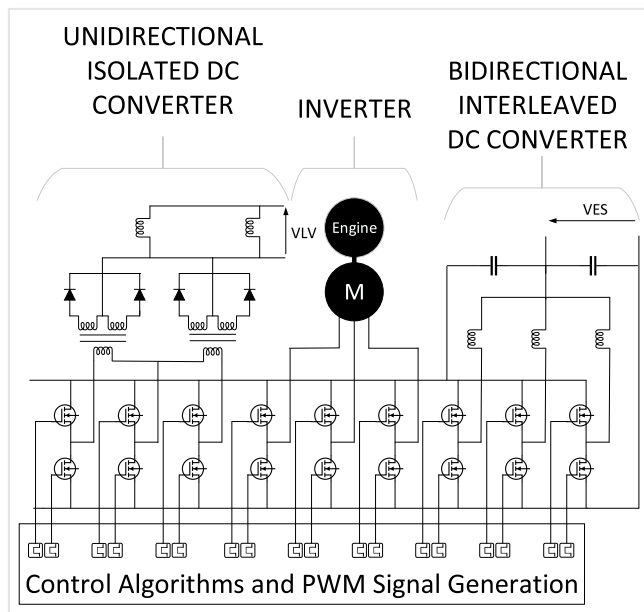 UNIDIRECTIONAL
ISOLATED DC
CONVERTER
INVERTER
BIDIRECTIONAL
INTERLEAVED
DC CONVERTER
VES
VLV
Engine
M
Control Algorithms and PWM Signal Generation